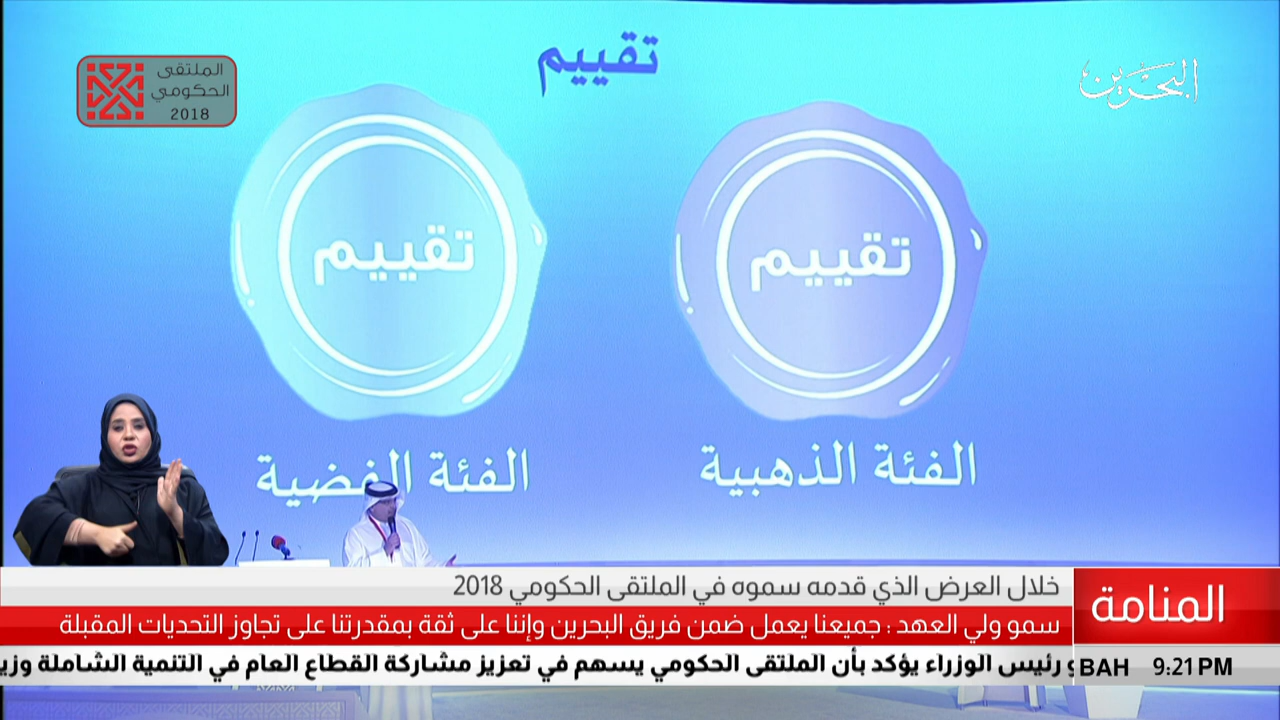 تقييم
الملتقى
الحكومي
2018
البحرين
تقييم
تقييم
الفئة الذهبية
الفئة الفضية
خلال العرض الذي قدمه سموه في الملتقى الحكومي 2018
المنامة
سمو ولي العهد : جميعنا يعمل ضمن فريق البحرين وإننا على ثقة بمقدرتنا على تجاوز التحديات المقبلة
و رئيس الوزراء يؤكد بأن الملتقى الحكومي يسهم في تعزيز مشاركة القطاع العام في التنمية الشاملة وزي
BAH 9:21 PM